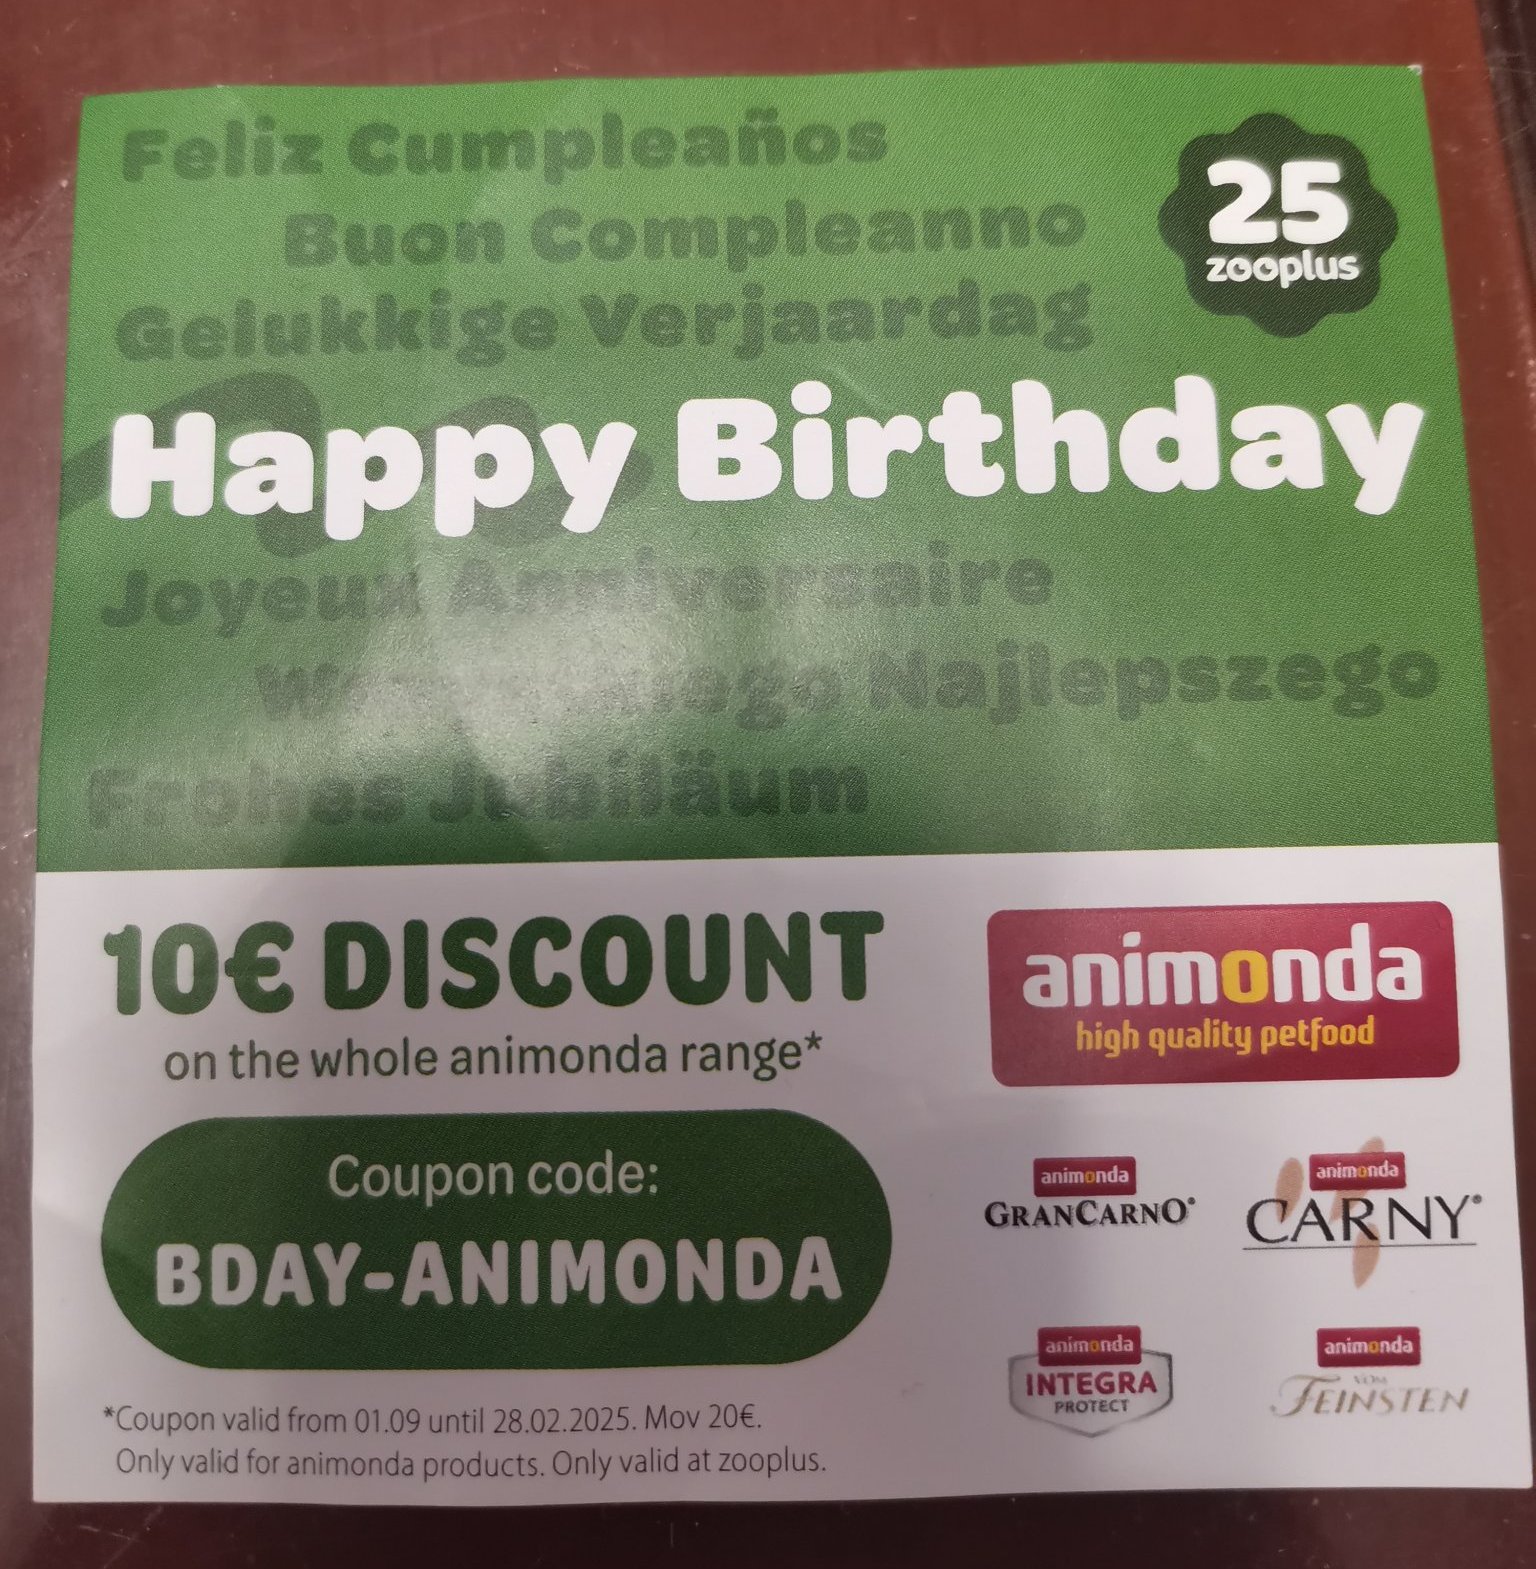 Feliz Cumpleaños
25
zooplus
Buon Compleanno
Gelukkige Verjaardag
Happy Birthday
Joyeux Anniversaire
Najlepszego
Frohes Jubiläum
10€ DISCOUNT
on the whole animonda range*
Coupon code:
BDAY-ANIMONDA
*Coupon valid from 01.09 until 28.02.2025. Mov 20€.
Only valid for animonda products. Only valid at zooplus.
animonda
high quality petfood
animonda
GRANCARNO®
animonda
CARNY®
animonda
INTEGRA
PROTECT
animonda
VOM
FEINSTEN